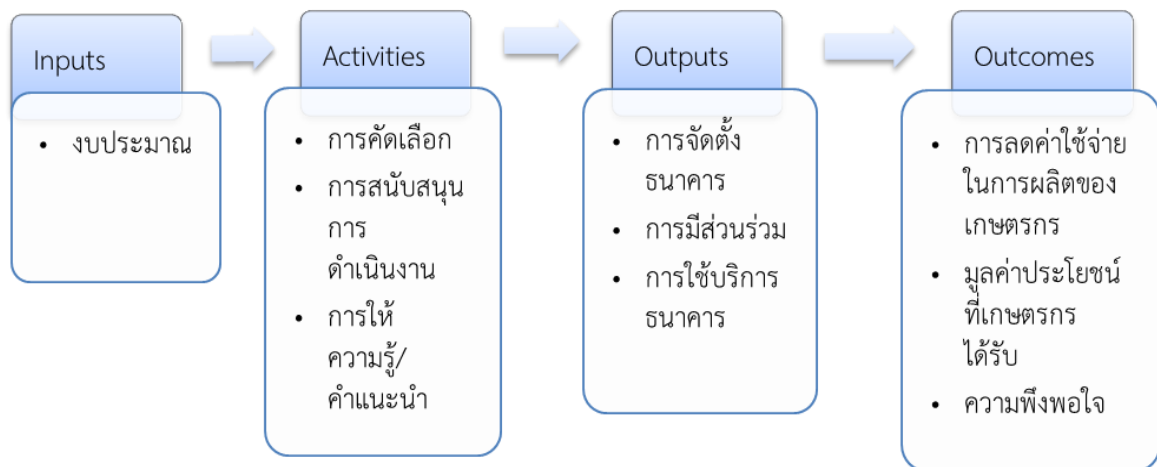 Inputs
• งบประมาณ
Activities
• การคัดเลือก
• การสนับสนุน
การ
ดำเนินงาน
• การให้
ความรู้/
คำแนะนำ
Outputs
• การจัดตั้ง
ธนาคาร
• การมีส่วนร่วม
• การใช้บริการ
ธนาคาร
Outcomes
• การลดค่าใช้จ่าย
ในการผลิตของ
เกษตรกร
• มูลค่าประโยชน์
ที่เกษตรกร
ได้รับ
• ความพึงพอใจ